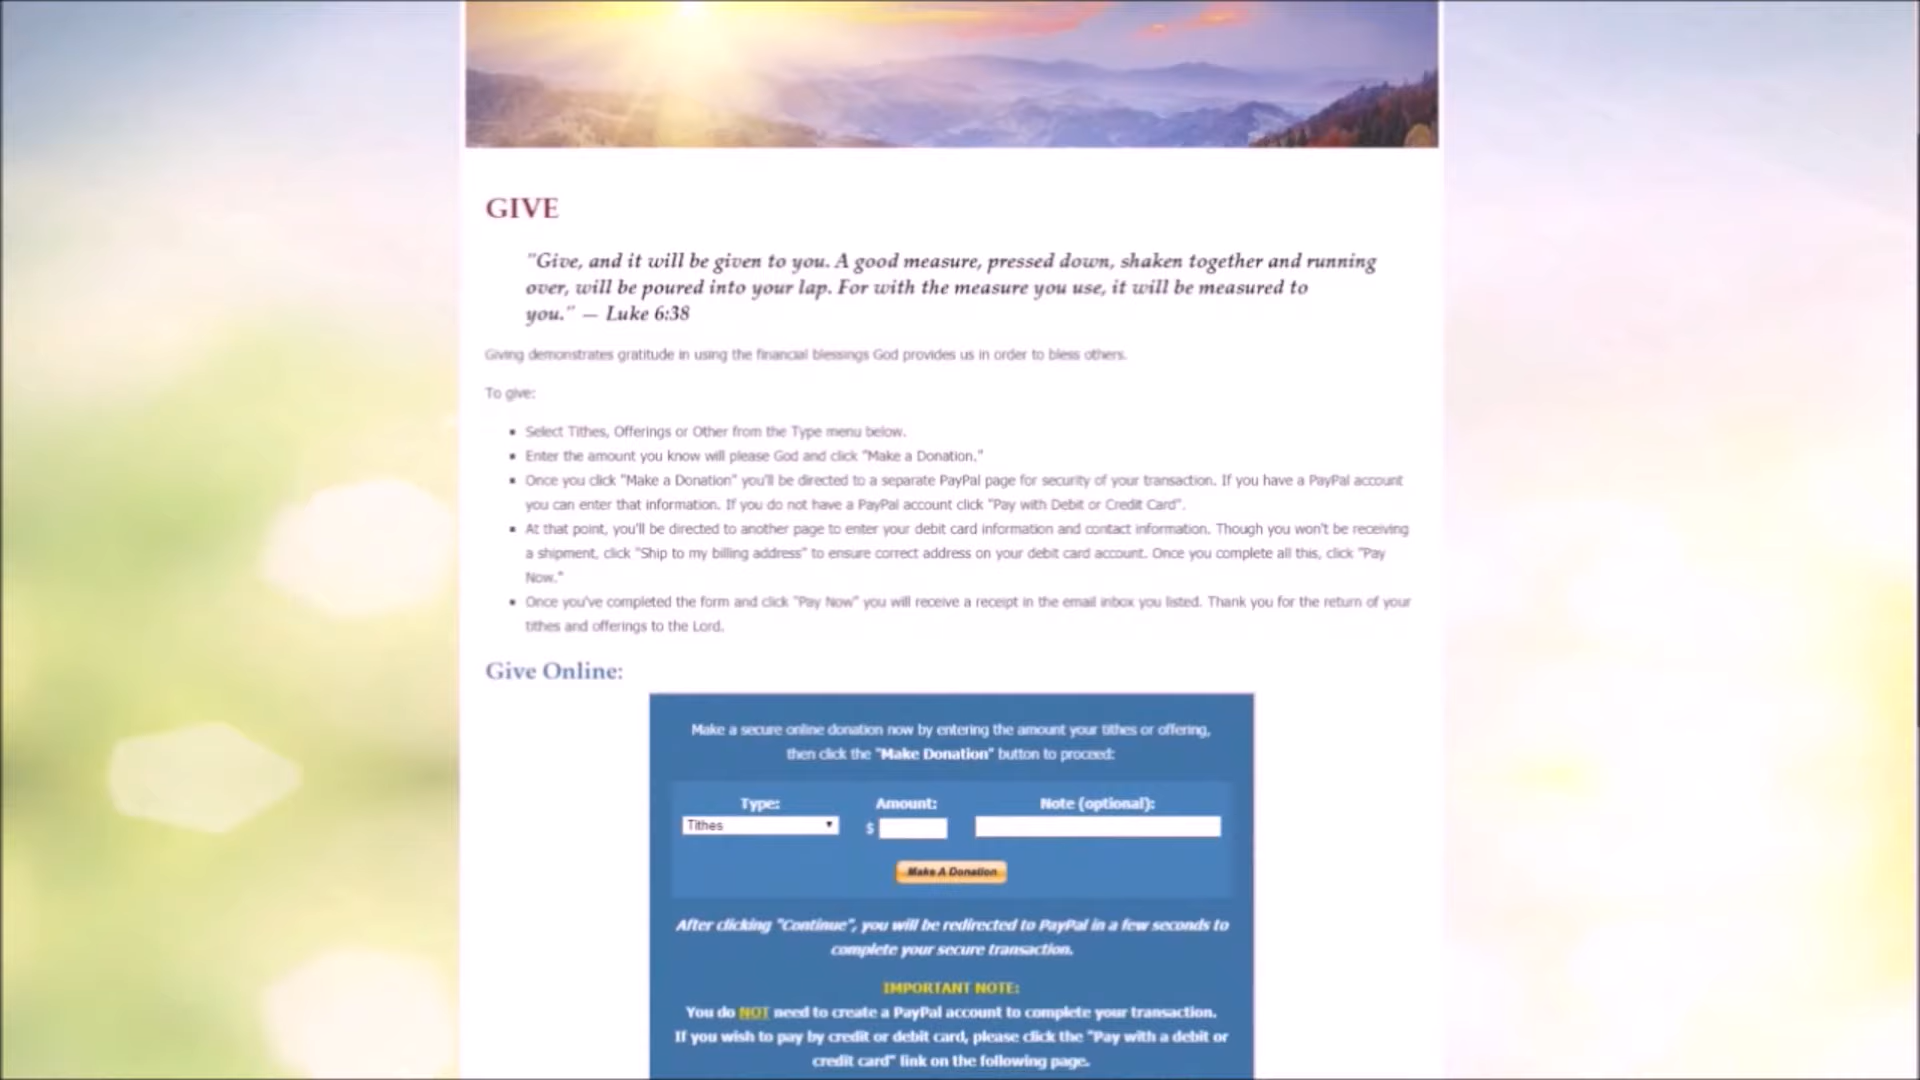 GIVE
"Give, and it will be given to you. A good measure, pressed down, shaken together and running
over, will be poured into your lap. For with the measure you use, it will be measured to
you." — Luke 6:38
Giving demonstrates gratitude in using the financial blessings God provides us in order to bless others.
To give:
▪ Select Tithes, Offerings or Other from the Type menu below.
▪ Enter the amount you know will please God and click "Make a Donation."
▪ Once you click "Make a Donation" you'll be directed to a separate PayPal page for security of your transaction. If you have a PayPal account
you can enter that information. If you do not have a PayPal account click "Pay with Debit or Credit Card".
▪ At that point, you'll be directed to another page to enter your debit card information and contact information. Though you won't be receiving
a shipment, click "Ship to my billing address" to ensure correct address on your debit card account. Once you complete all this, click "Pay
Now."
▪ Once you've completed the form and click "Pay Now" you will receive a receipt in the email inbox you listed. Thank you for the return of your
tithes and offerings to the Lord.
Give Online:
Make a secure online donation now by entering the amount your tithes or offering,
then click the "Make Donation" button to proceed:
Type: Amount: Note (optional):
Tithes $
Make A Donation
After clicking "Continue", you will be redirected to PayPal in a few seconds to
complete your secure transaction.
IMPORTANT NOTE:
You do NOT need to create a PayPal account to complete your transaction.
If you wish to pay by credit or debit card, please click the "Pay with a debit or
credit card" link on the following page.